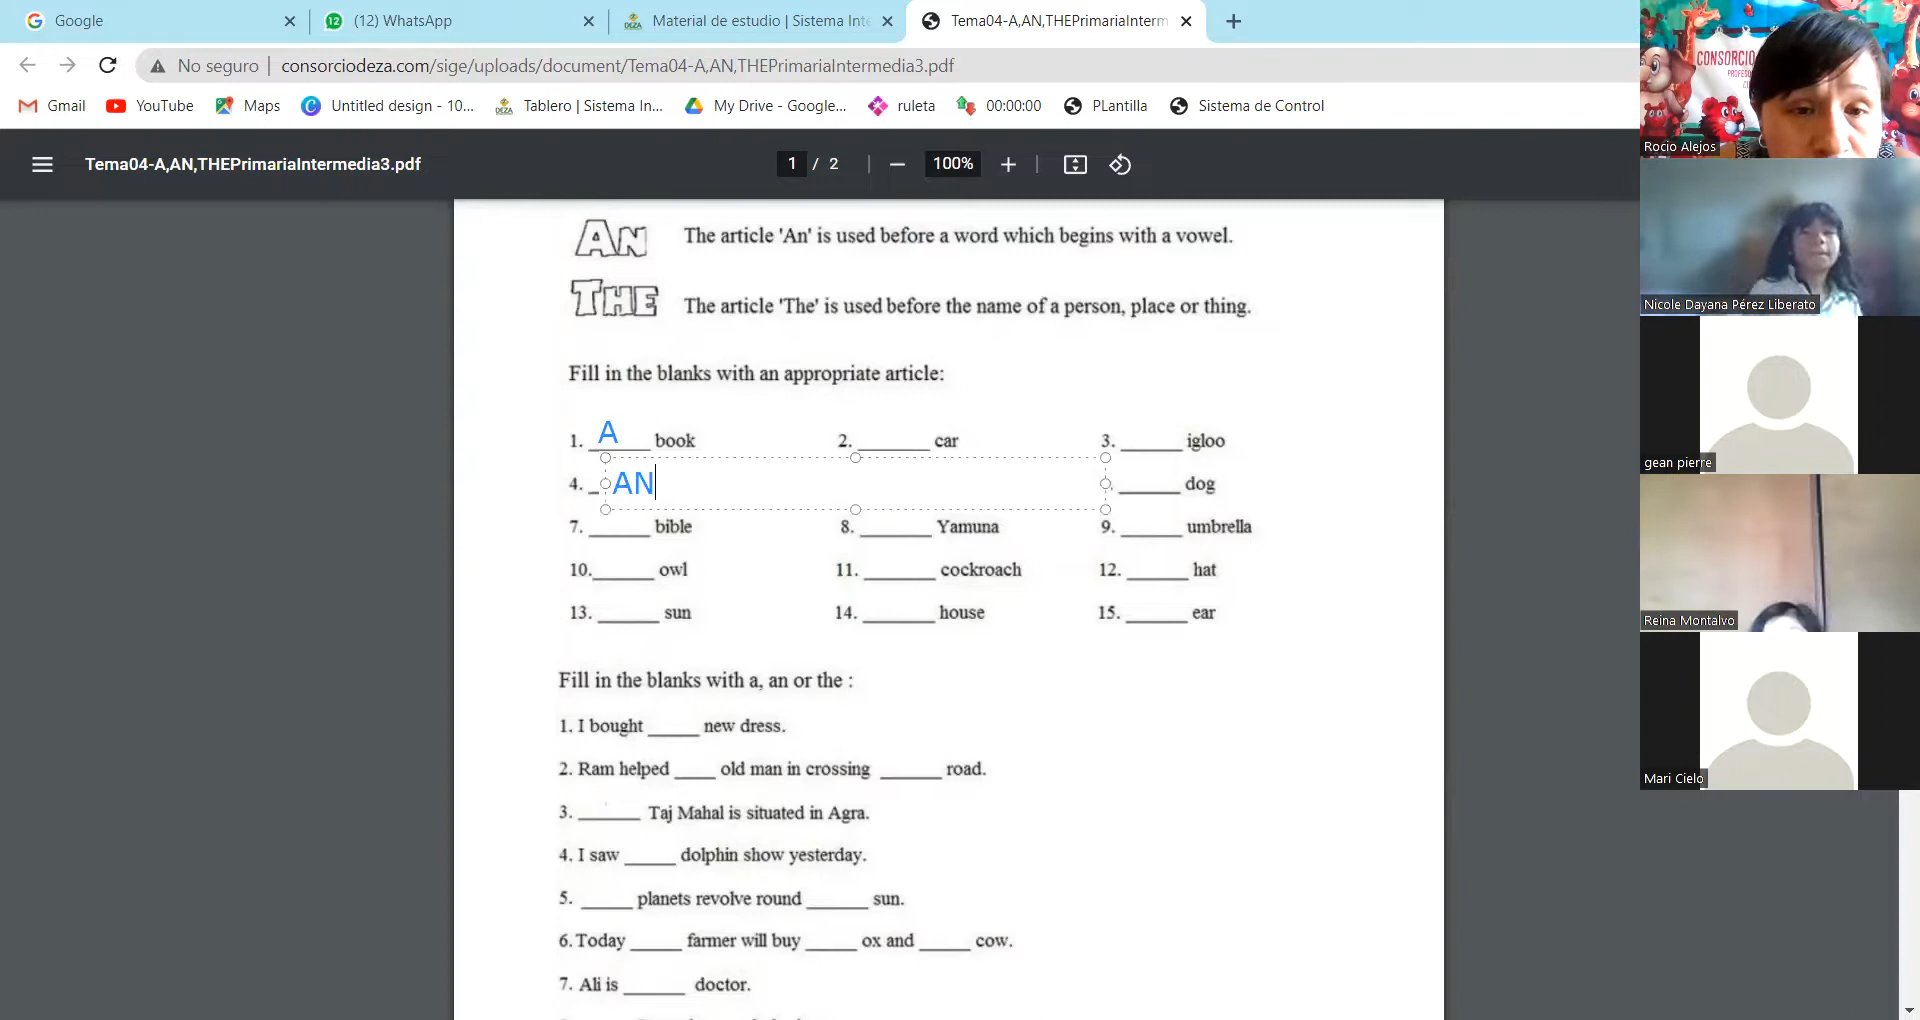 Google
(12) WhatsApp
Material de estudio | Sistema Inte
Tema04-A,AN,THEPrimariaInterm
No seguro
consorciodeza.com/sige/uploads/document/Tema04-A,AN,THEPrimariaIntermedia3.pdf
Gmail
YouTube
Maps
Untitled design - 10...
Tablero | Sistema In...
My Drive - Google...
ruleta
00:00:00
PLantilla
Sistema de Control
Tema04-A,AN,THEPrimariaIntermedia3.pdf
1 / 2
100%
AN The article 'An' is used before a word which begins with a vowel.
THE The article 'The' is used before the name of a person, place or thing.
Fill in the blanks with an appropriate article:
1. A book 2. ______ car 3. ______ igloo
4. AN ______ dog
7. ______ bible 8. ______ Yamuna 9. ______ umbrella
10. ______ owl 11. ______ cockroach 12. ______ hat
13. ______ sun 14. ______ house 15. ______ ear
Fill in the blanks with a, an or the :
1. I bought _____ new dress.
2. Ram helped ____ old man in crossing ______ road.
3. ______ Taj Mahal is situated in Agra.
4. I saw _____ dolphin show yesterday.
5. _____ planets revolve round ______ sun.
6. Today _____ farmer will buy _____ ox and _____ cow.
7. Ali is ______ doctor.
CONSORCIO
Rocio Alejos
Nicole Dayana Pérez Liberato
gean pierre
Reina Montalvo
Mari Cielo